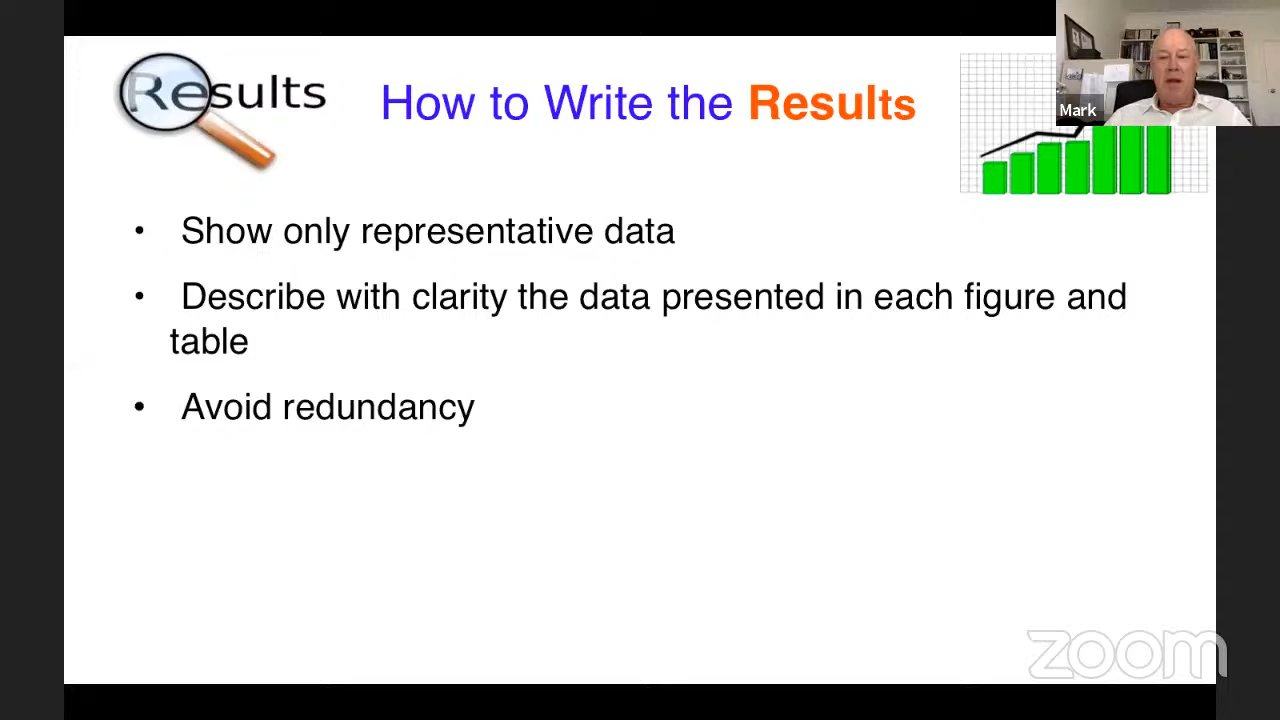 Results
How to Write the Results
Mark
• Show only representative data
• Describe with clarity the data presented in each figure and
table
• Avoid redundancy
zoom